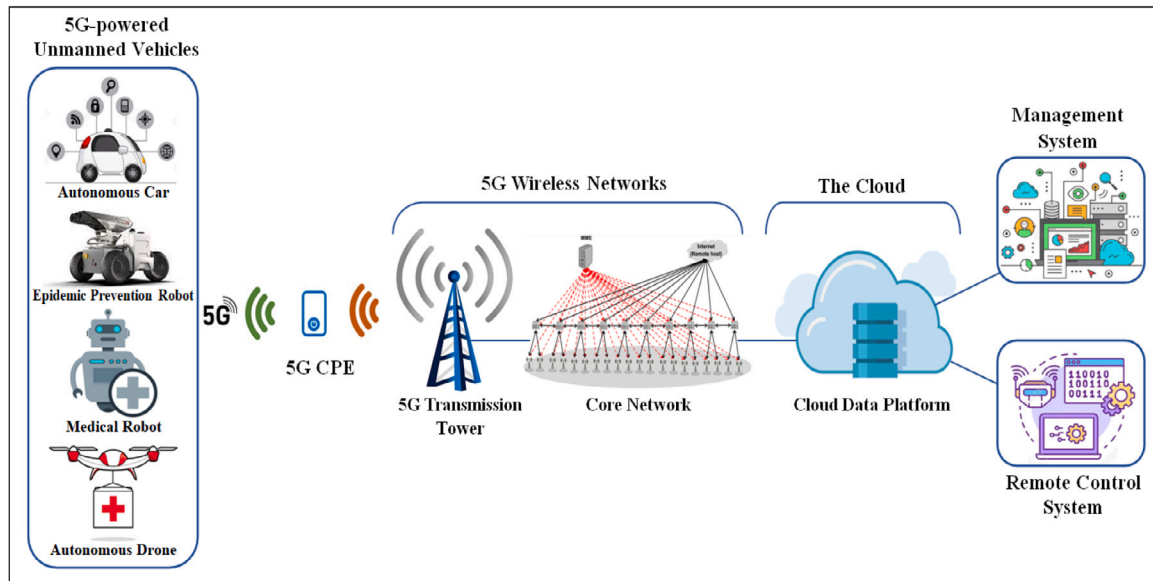 5G-powered
Unmanned Vehicles
Autonomous Car
Epidemic Prevention Robot
Medical Robot
Autonomous Drone
5G
5G CPE
5G Wireless Networks
MME
Internet
(Remote host)
5G Transmission
Tower
Core Network
The Cloud
Cloud Data Platform
Management
System
110010
100110
00111
Remote Control
System